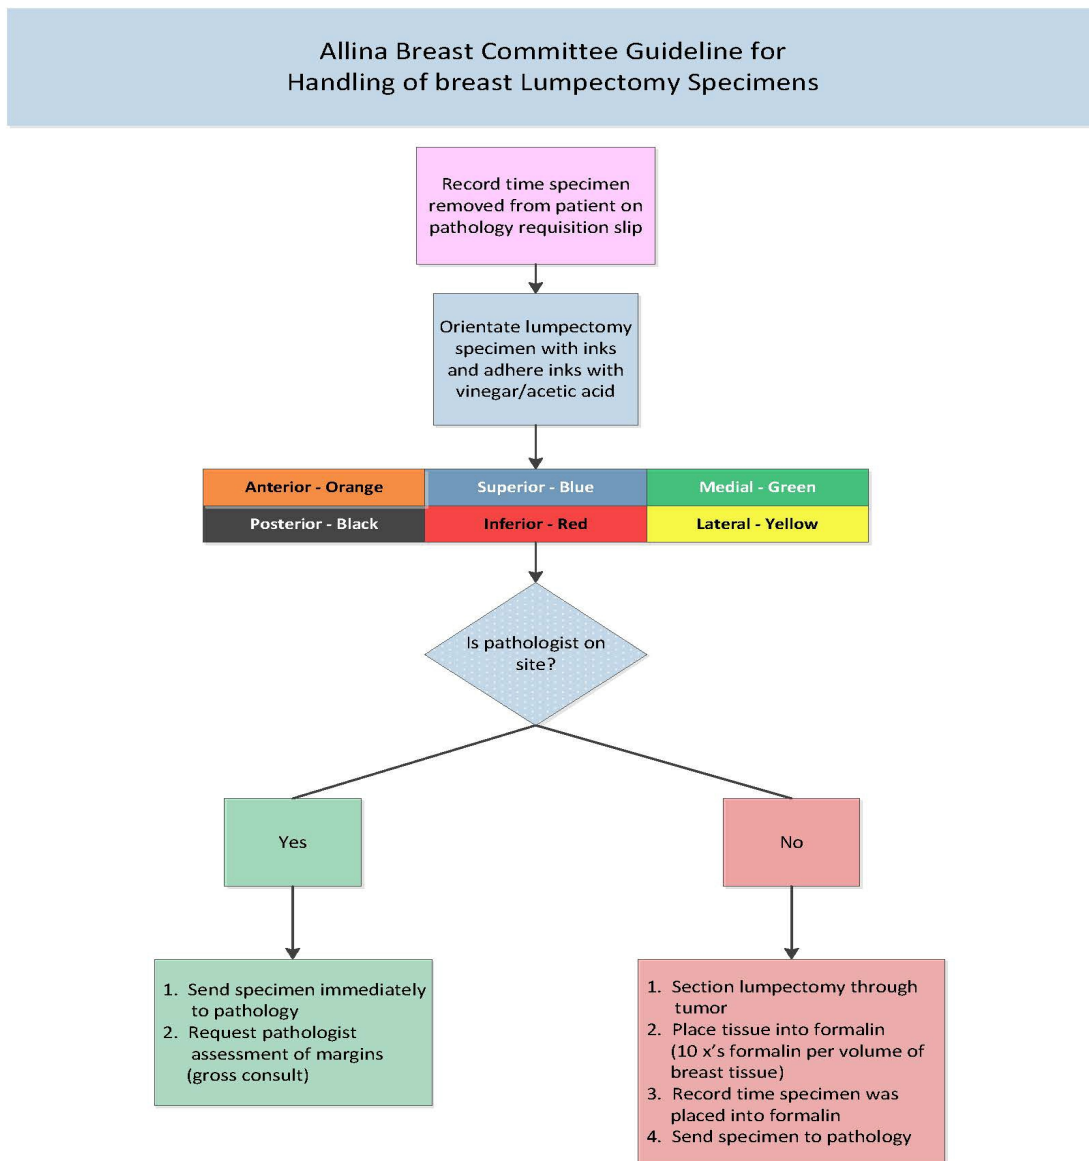 Allina Breast Committee Guideline for
Handling of breast Lumpectomy Specimens
Record time specimen
removed from patient on
pathology requisition slip
Orientate lumpectomy
specimen with inks
and adhere inks with
vinegar/acetic acid
Anterior - Orange
Superior - Blue
Medial - Green
Posterior - Black
Inferior - Red
Lateral - Yellow
Is pathologist on
site?
Yes
No
1. Send specimen immediately
to pathology
2. Request pathologist
assessment of margins
(gross consult)
1. Section lumpectomy through
tumor
2. Place tissue into formalin
(10 x's formalin per volume of
breast tissue)
3. Record time specimen was
placed into formalin
4. Send specimen to pathology